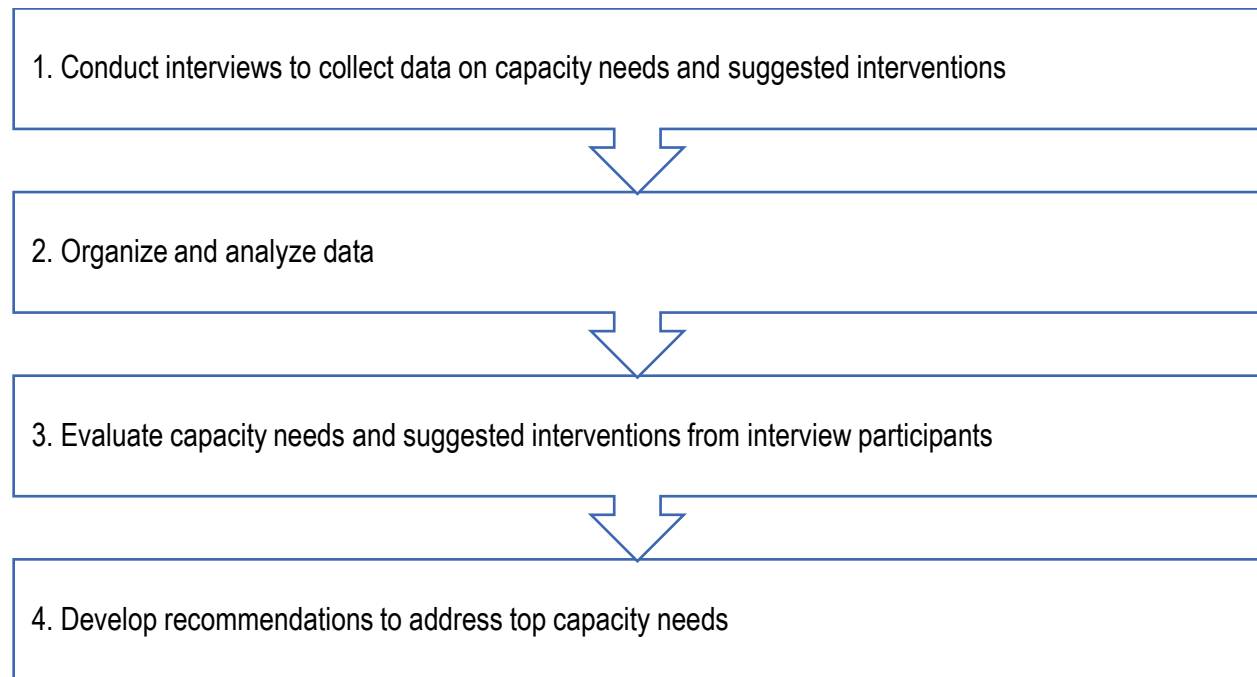 1. Conduct interviews to collect data on capacity needs and suggested interventions
2. Organize and analyze data
3. Evaluate capacity needs and suggested interventions from interview participants
4. Develop recommendations to address top capacity needs